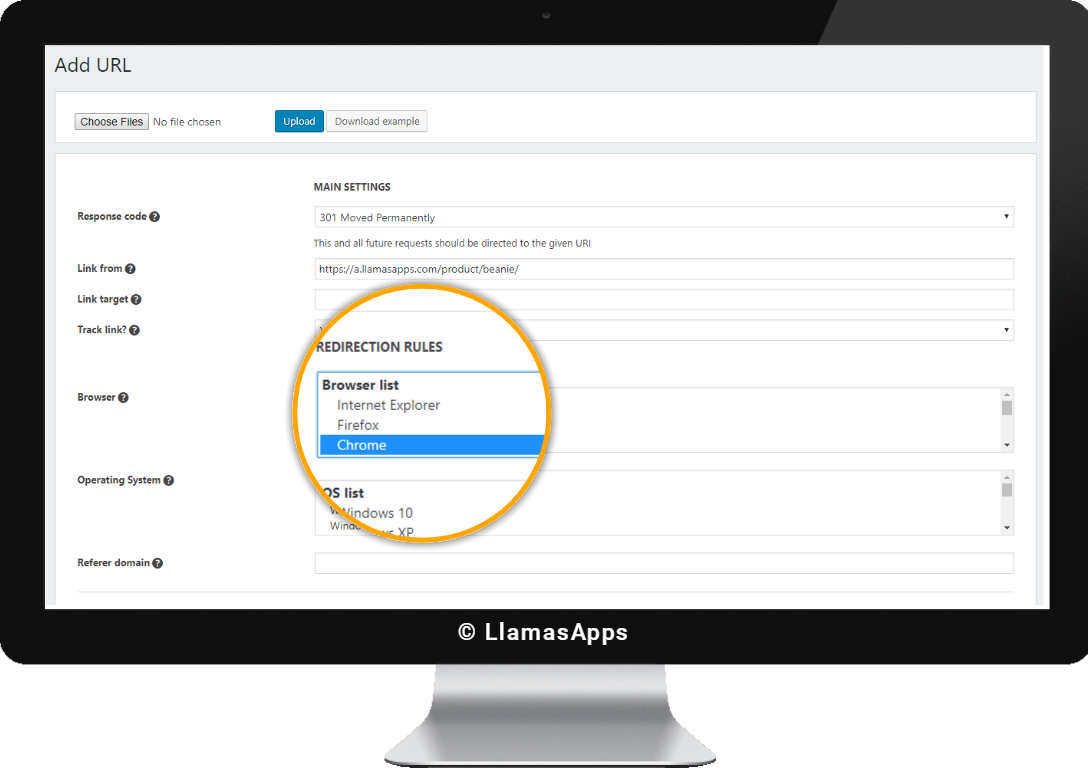 Add URL
Choose Files No file chosen Upload Download example
MAIN SETTINGS
Response code ? 301 Moved Permanently
This and all future requests should be directed to the given URI
Link from ? https://a.llamasapps.com/product/beanie/
Link target ?
Track link? ?
REDIRECTION RULES
Browser list
Browser ?
Internet Explorer
Firefox
Chrome
Operating System ?
OS list
Windows 10
XP
Referer domain ?
© LlamasApps